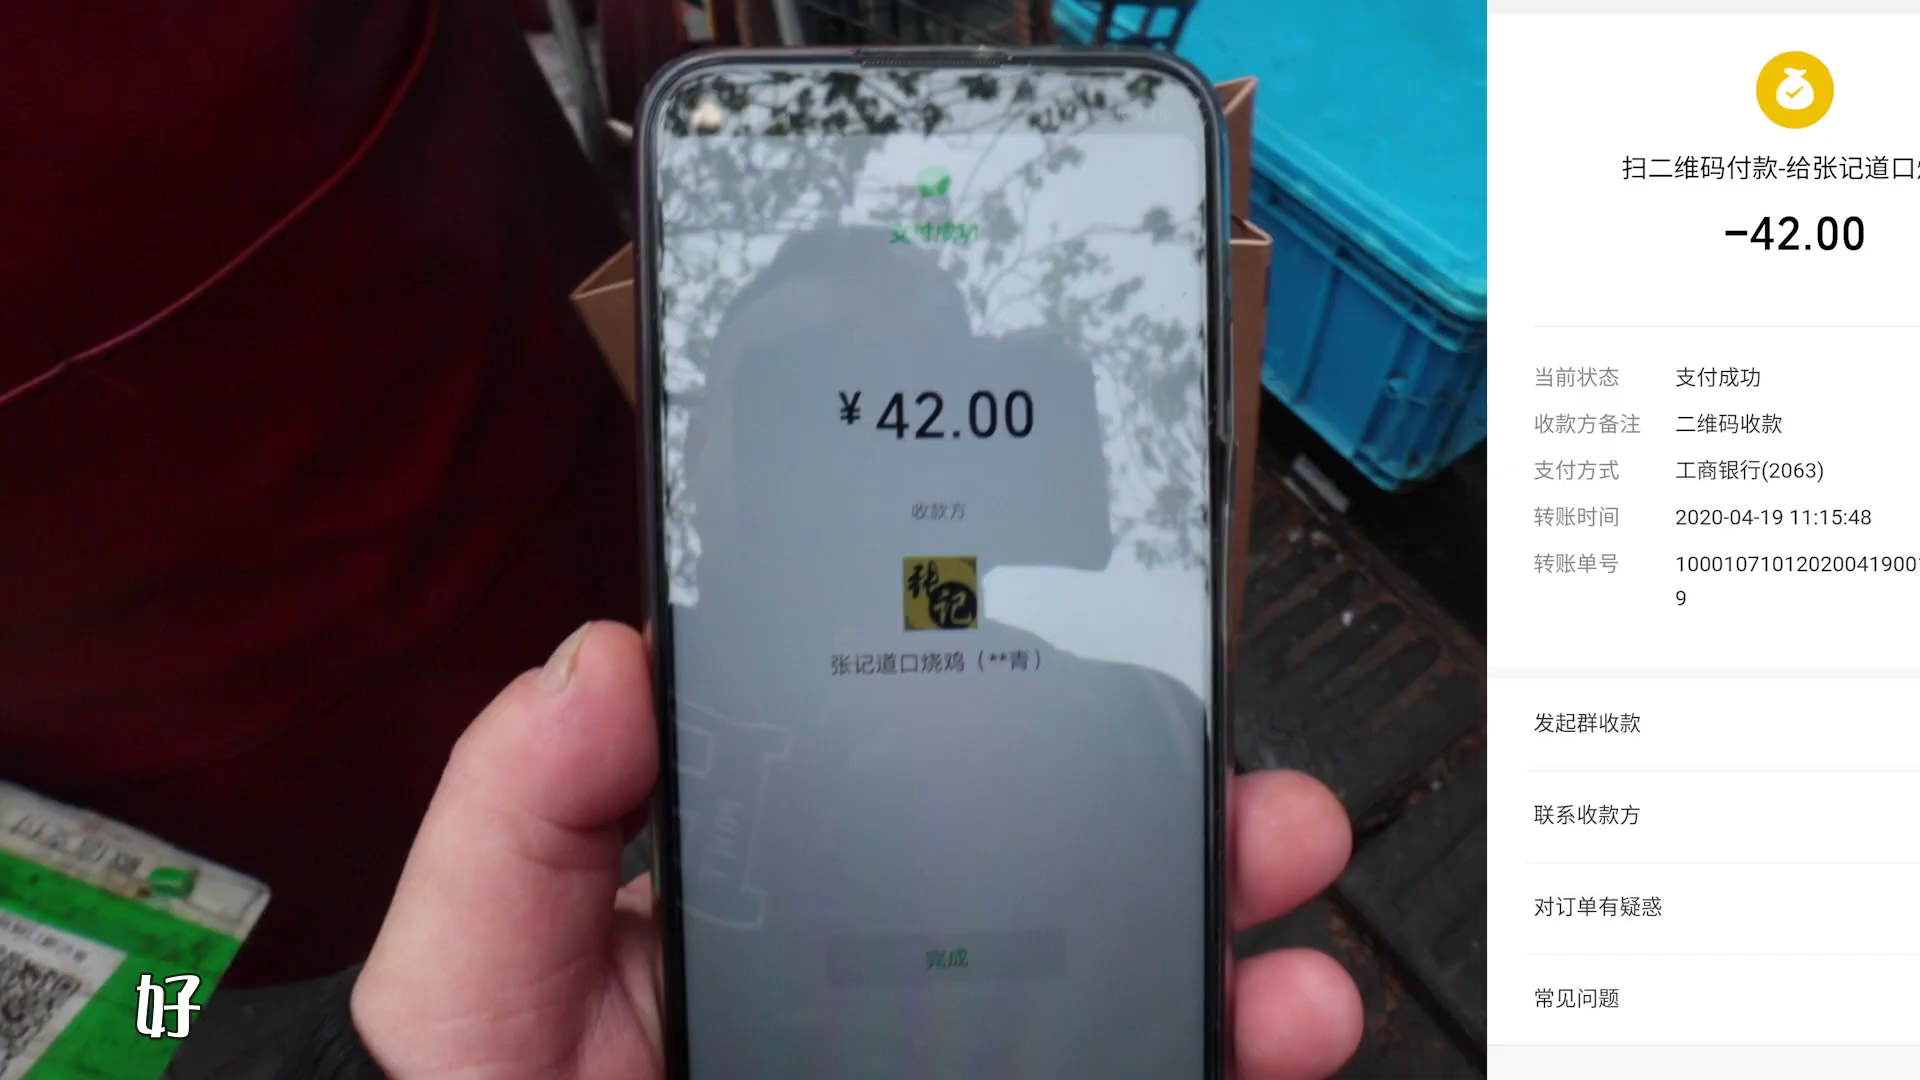 支付成功
¥ 42.00
收款方
张记
张记道口烧鸡（**青）
完成
好
扫二维码付款-给张记道口
-42.00
当前状态 支付成功
收款方备注 二维码收款
支付方式 工商银行(2063)
转账时间 2020-04-19 11:15:48
转账单号 1000107101202004190
9
发起群收款
联系收款方
对订单有疑惑
常见问题